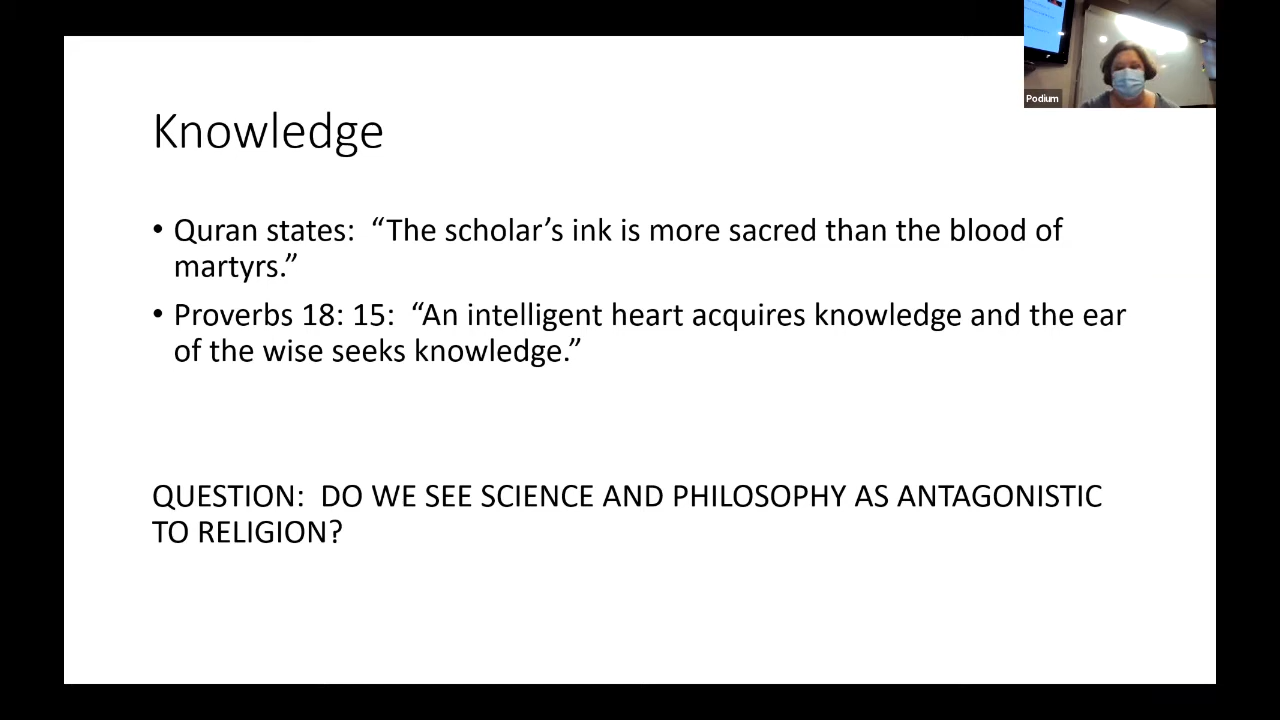 Podium
Knowledge
• Quran states:  “The scholar’s ink is more sacred than the blood of
martyrs.”
• Proverbs 18: 15:  “An intelligent heart acquires knowledge and the ear
of the wise seeks knowledge.”
QUESTION:  DO WE SEE SCIENCE AND PHILOSOPHY AS ANTAGONISTIC
TO RELIGION?